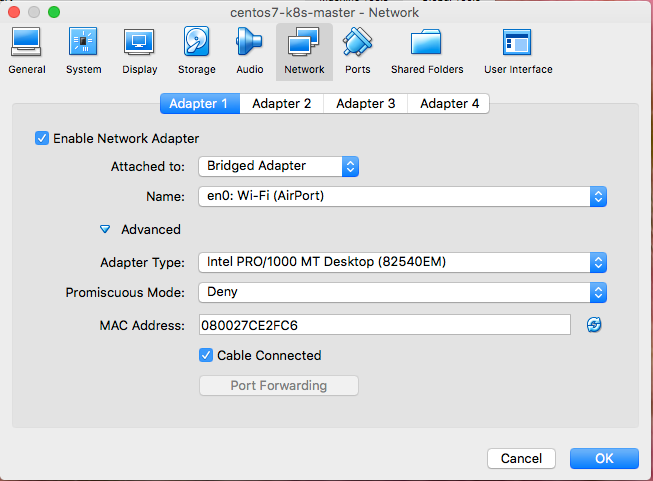 centos7-k8s-master - Network
General System Display Storage Audio Network Ports Shared Folders User Interface
Adapter 1 Adapter 2 Adapter 3 Adapter 4
Enable Network Adapter
Attached to: Bridged Adapter
Name: en0: Wi-Fi (AirPort)
Advanced
Adapter Type: Intel PRO/1000 MT Desktop (82540EM)
Promiscuous Mode: Deny
MAC Address: 080027CE2FC6
Cable Connected
Port Forwarding
Cancel OK